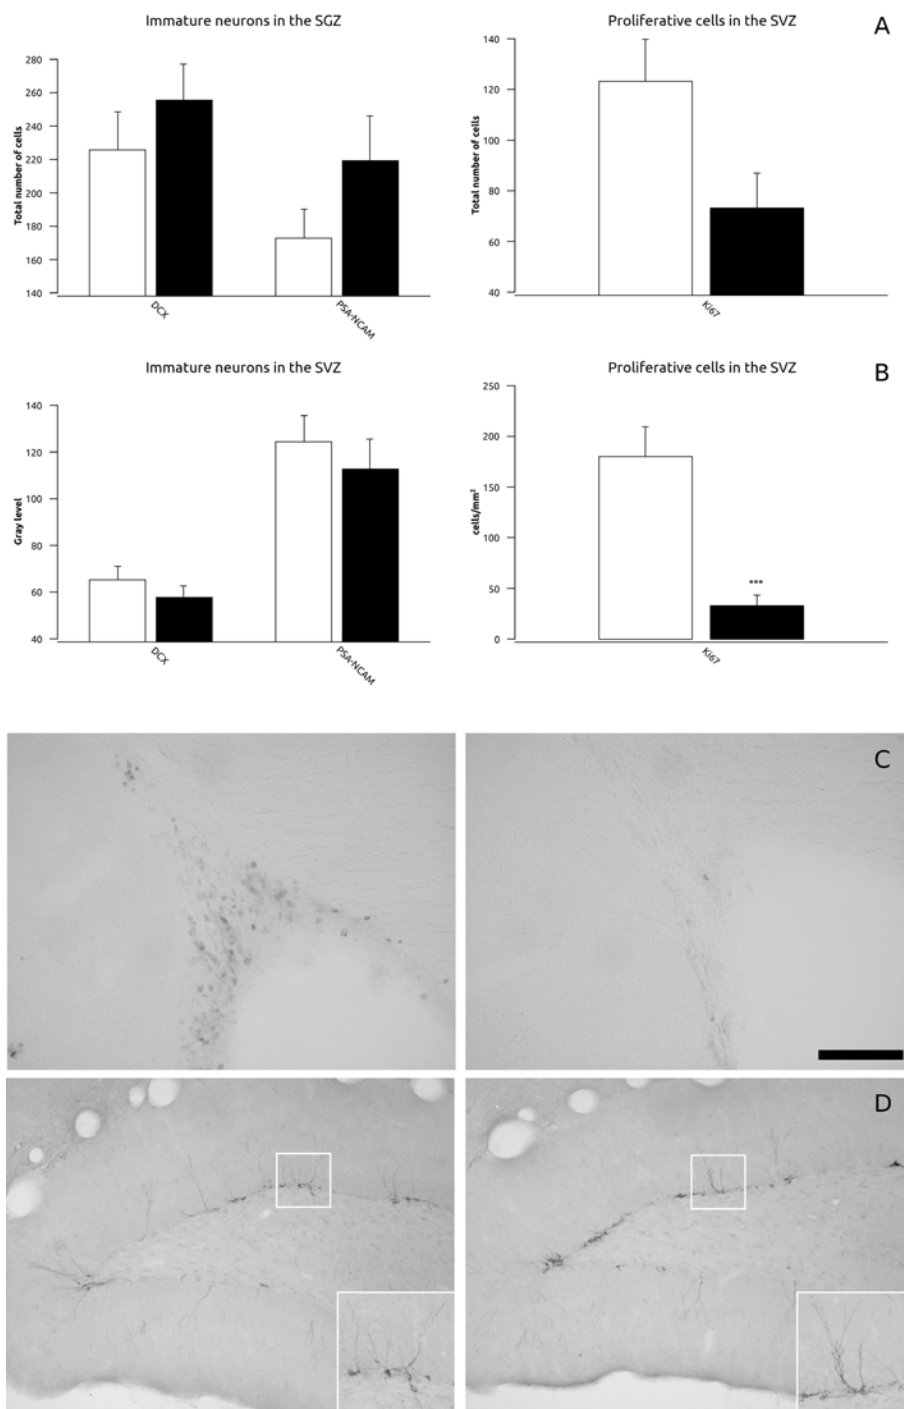 Immature neurons in the SGZ
Proliferative cells in the SVZ
A
Total number of cells
280
260
240
220
200
180
160
140
DCX
PSA-NCAM
Total number of cells
140
120
100
80
60
40
Ki67
Immature neurons in the SVZ
Proliferative cells in the SVZ
B
Gray level
140
120
100
80
60
40
DCX
PSA-NCAM
cells/mm²
250
200
150
100
50
0
***
Ki67
C
D